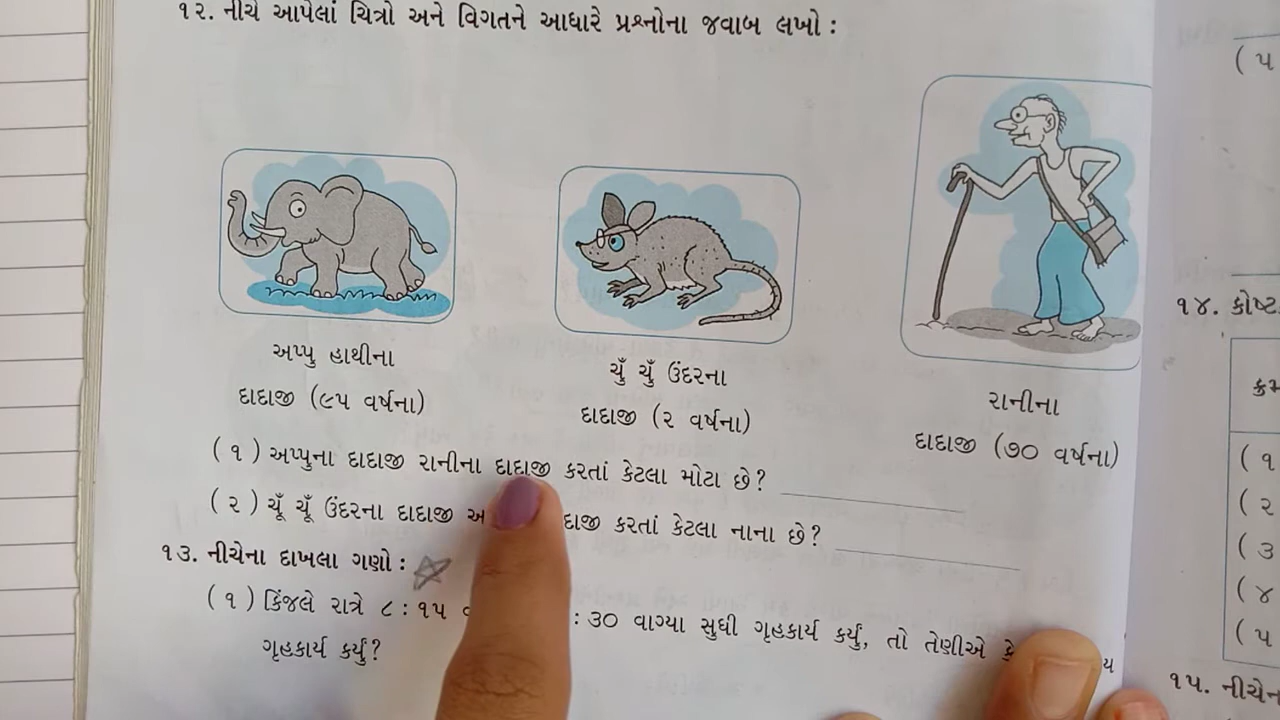 ૧૨. નીચે આપેલાં ચિત્રો અને વિગતને આધારે પ્રશ્નોના જવાબ લખો :
અપ્પુ હાથીના
દાદાજી (૯૫ વર્ષના)
ચુઁ ચુઁ ઉંદરના
દાદાજી (૨ વર્ષના)
રાનીના
દાદાજી (૭૦ વર્ષના)
( ૧ ) અપ્પુના દાદાજી રાનીના દાદાજી કરતાં કેટલા મોટા છે?
( ૨ ) ચૂઁ ચૂઁ ઉંદરના દાદાજી કરતાં કેટલા નાના છે?
૧૩. નીચેના દાખલા ગણો :
( ૧ ) કિંજલે રાત્રે ૮ : ૧૫ : ૩૦ વાગ્યા સુધી ગૃહકાર્ય કર્યું, તો તેણીએ
ગૃહકાર્ય કર્યું?
( ૫
૧૪. કોષ્ટ
( ૧
( ૨
( ૩
( ૪
( ૫
૧૫. નીચેન